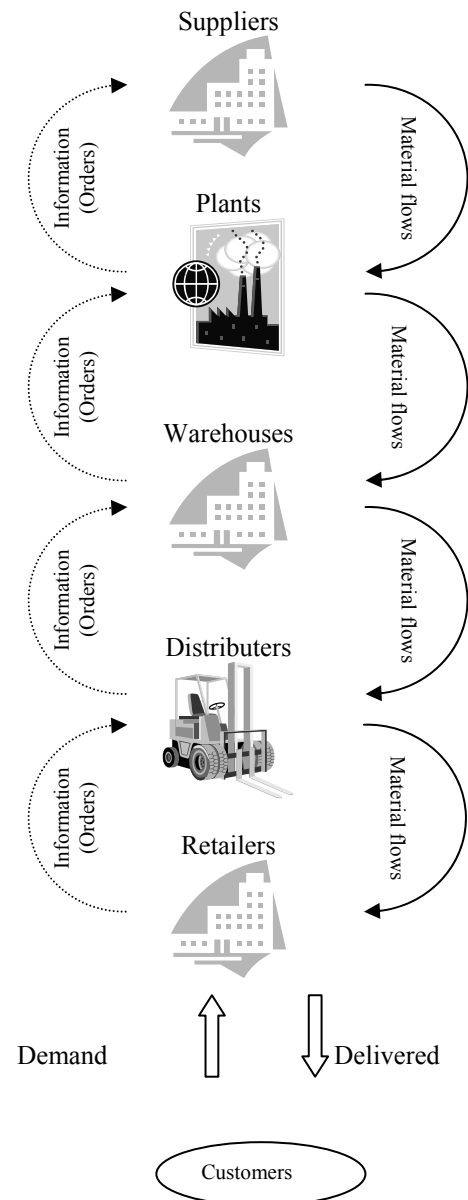 Suppliers
Information
(Orders)
Material flows
Plants
Information
(Orders)
Material flows
Warehouses
Information
(Orders)
Material flows
Distributers
Information
(Orders)
Material flows
Retailers
Demand
Delivered
Customers